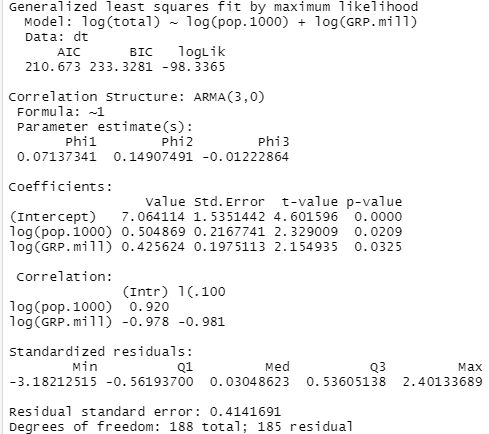 Generalized least squares fit by maximum likelihood
Model: log(total) ~ log(pop.1000) + log(GRP.mill)
Data: dt
AIC BIC logLik
210.673 233.3281 -98.3365
Correlation Structure: ARMA(3,0)
Formula: ~1
Parameter estimate(s):
Phi1 Phi2 Phi3
0.07137341 0.14907491 -0.01222864
Coefficients:
Value Std.Error t-value p-value
(Intercept) 7.064114 1.5351442 4.601596 0.0000
log(pop.1000) 0.504869 0.2167741 2.329009 0.0209
log(GRP.mill) 0.425624 0.1975113 2.154935 0.0325
Correlation:
(Intr) l(.100
log(pop.1000) 0.920
log(GRP.mill) -0.978 -0.981
Standardized residuals:
Min Q1 Med Q3 Max
-3.18212515 -0.56193700 0.03048623 0.53605138 2.40133689
Residual standard error: 0.4141691
Degrees of freedom: 188 total; 185 residual